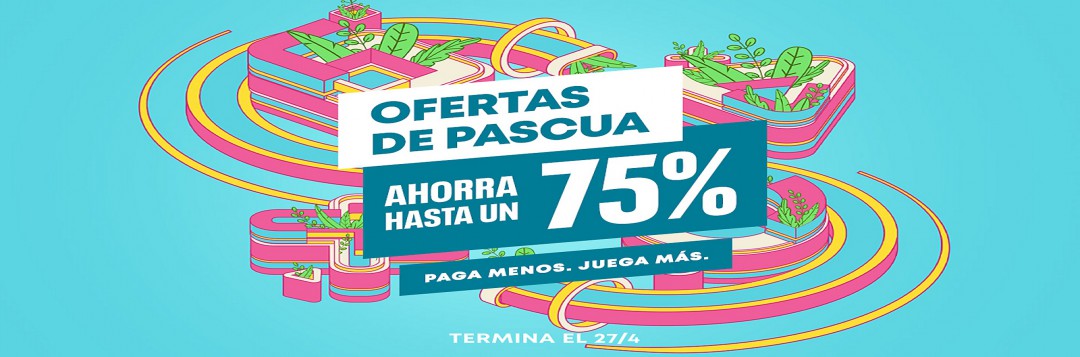 OFERTAS
DE PASCUA
AHORRA
HASTA UN
75%
PAGA MENOS. JUEGA MÁS.
TERMINA EL 27/4